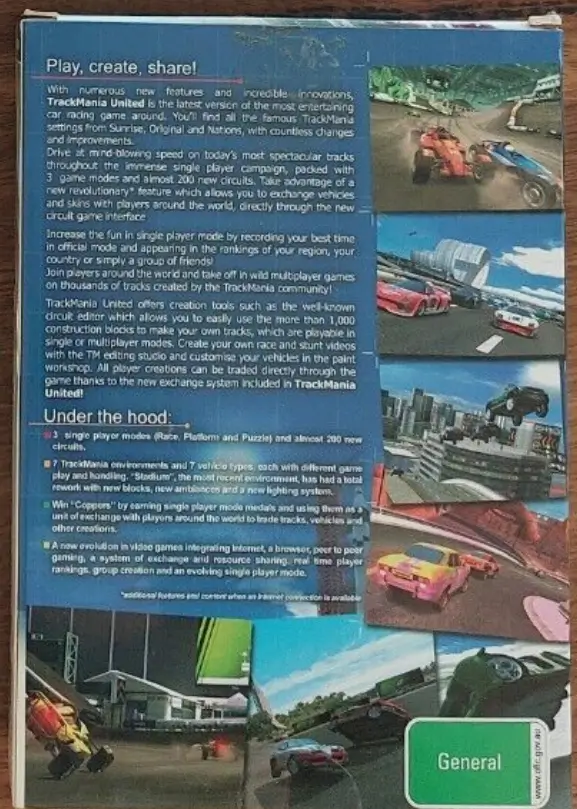 Play, create, share!
With numerous new features and incredible innovations,
TrackMania United is the latest version of the most entertaining
car racing game around. You'll find all the famous TrackMania
settings from Sunrise, Original and Nations, with countless changes
and improvements.
Drive at mind-blowing speed on today's most spectacular tracks
throughout the immense single player campaign, packed with
3 game modes and almost 200 new circuits. Take advantage of a
new revolutionary* feature which allows you to exchange vehicles
and skins with players around the world, directly through the new
circuit game interface
Increase the fun in single player mode by recording your best time
in official mode and appearing in the rankings of your region, your
country or simply a group of friends!
Join players around the world and take off in wild multiplayer games
on thousands of tracks created by the TrackMania community!
TrackMania United offers creation tools such as the well-known
circuit editor which allows you to easily use the more than 1,000
construction blocks to make your own tracks, which are playable in
single or multiplayer modes. Create your own race and stunt videos
with the TM editing studio and customise your vehicles in the paint
workshop. All player creations can be traded directly through the
game thanks to the new exchange system included in TrackMania
United!
Under the hood:
3 single player modes (Race, Platform and Puzzle) and almost 200 new
circuits.
7 TrackMania environments and 7 vehicle types, each with different game
play and handling. "Stadium", the most recent environment, has had a total
rework with new blocks, new ambiances and a new lighting system.
Win "Coppers" by earning single player mode medals and using them as a
unit of exchange with players around the world to trade tracks, vehicles and
other creations.
A new evolution in video games integrating Internet, a browser, peer to peer
gaming, a system of exchange and resource sharing, real time player
rankings, group creation and an evolving single player mode.
*additional features and content when an Internet connection is available
General
www.oflc.gov.au